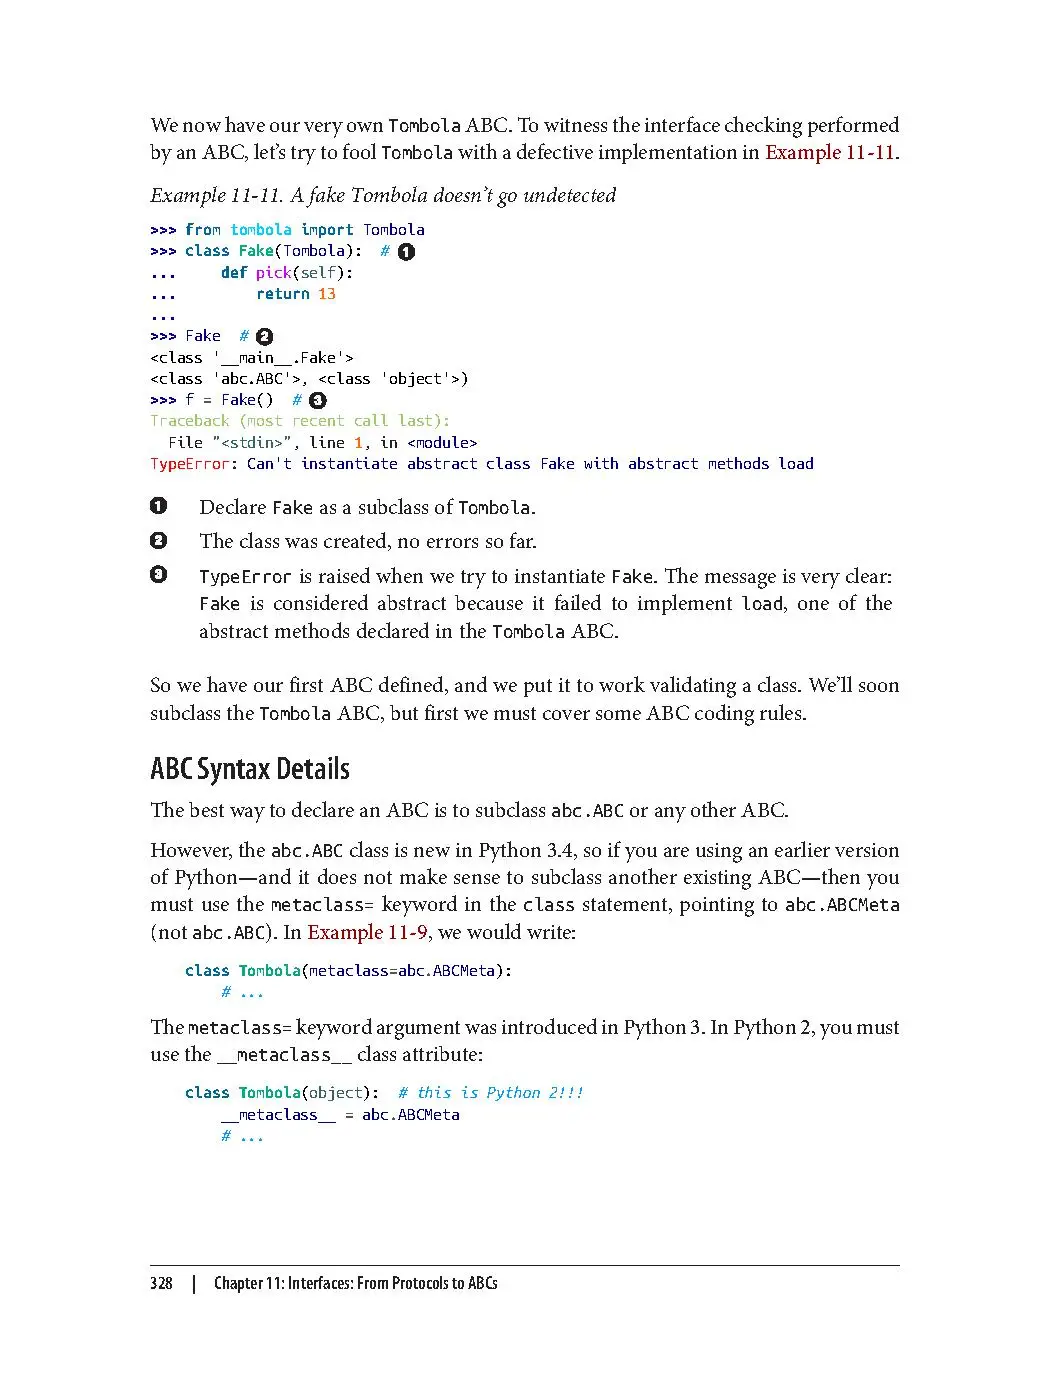 We now have our very own Tombola ABC. To witness the interface checking performed
by an ABC, let’s try to fool Tombola with a defective implementation in Example 11-11.
Example 11-11. A fake Tombola doesn’t go undetected
>>> from tombola import Tombola
>>> class Fake(Tombola):  # ❶
...     def pick(self):
...         return 13
...
>>> Fake  # ❷
<class '__main__.Fake'>
<class 'abc.ABC'>, <class 'object'>)
>>> f = Fake()  # ❸
Traceback (most recent call last):
  File "<stdin>", line 1, in <module>
TypeError: Can't instantiate abstract class Fake with abstract methods load
❶ Declare Fake as a subclass of Tombola.
❷ The class was created, no errors so far.
❸ TypeError is raised when we try to instantiate Fake. The message is very clear:
Fake is considered abstract because it failed to implement load, one of the
abstract methods declared in the Tombola ABC.
So we have our first ABC defined, and we put it to work validating a class. We’ll soon
subclass the Tombola ABC, but first we must cover some ABC coding rules.
ABC Syntax Details
The best way to declare an ABC is to subclass abc.ABC or any other ABC.
However, the abc.ABC class is new in Python 3.4, so if you are using an earlier version
of Python—and it does not make sense to subclass another existing ABC—then you
must use the metaclass= keyword in the class statement, pointing to abc.ABCMeta
(not abc.ABC). In Example 11-9, we would write:
class Tombola(metaclass=abc.ABCMeta):
    # ...
The metaclass= keyword argument was introduced in Python 3. In Python 2, you must
use the __metaclass__ class attribute:
class Tombola(object):  # this is Python 2!!!
    __metaclass__ = abc.ABCMeta
    # ...
328 | Chapter 11: Interfaces: From Protocols to ABCs